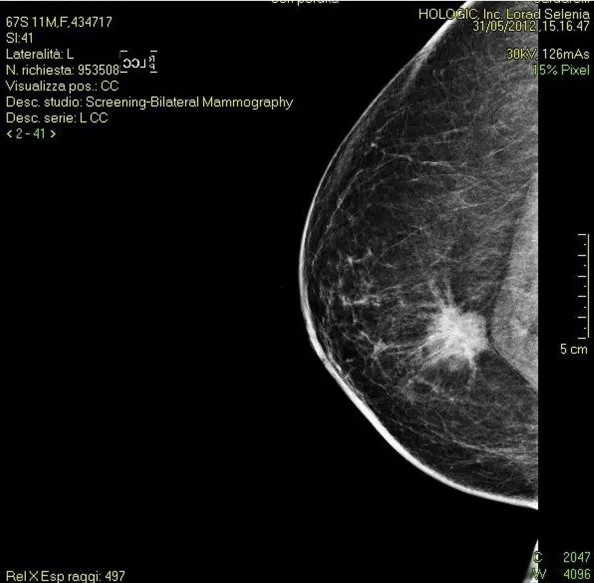 67S 11M,F,434717
SI:41
Lateralità: L
N. richiesta: 953508
Visualizza pos.: CC
Desc. studio: Screening-Bilateral Mammography
Desc. serie: L CC
< 2 - 41 >
HOLOGIC, Inc. Lorad Selenia
31/05/2012,15.16.47
30kV, 126mAs
15% Pixel
5 cm
Rel X Esp raggi: 497
C 2047
W 4096